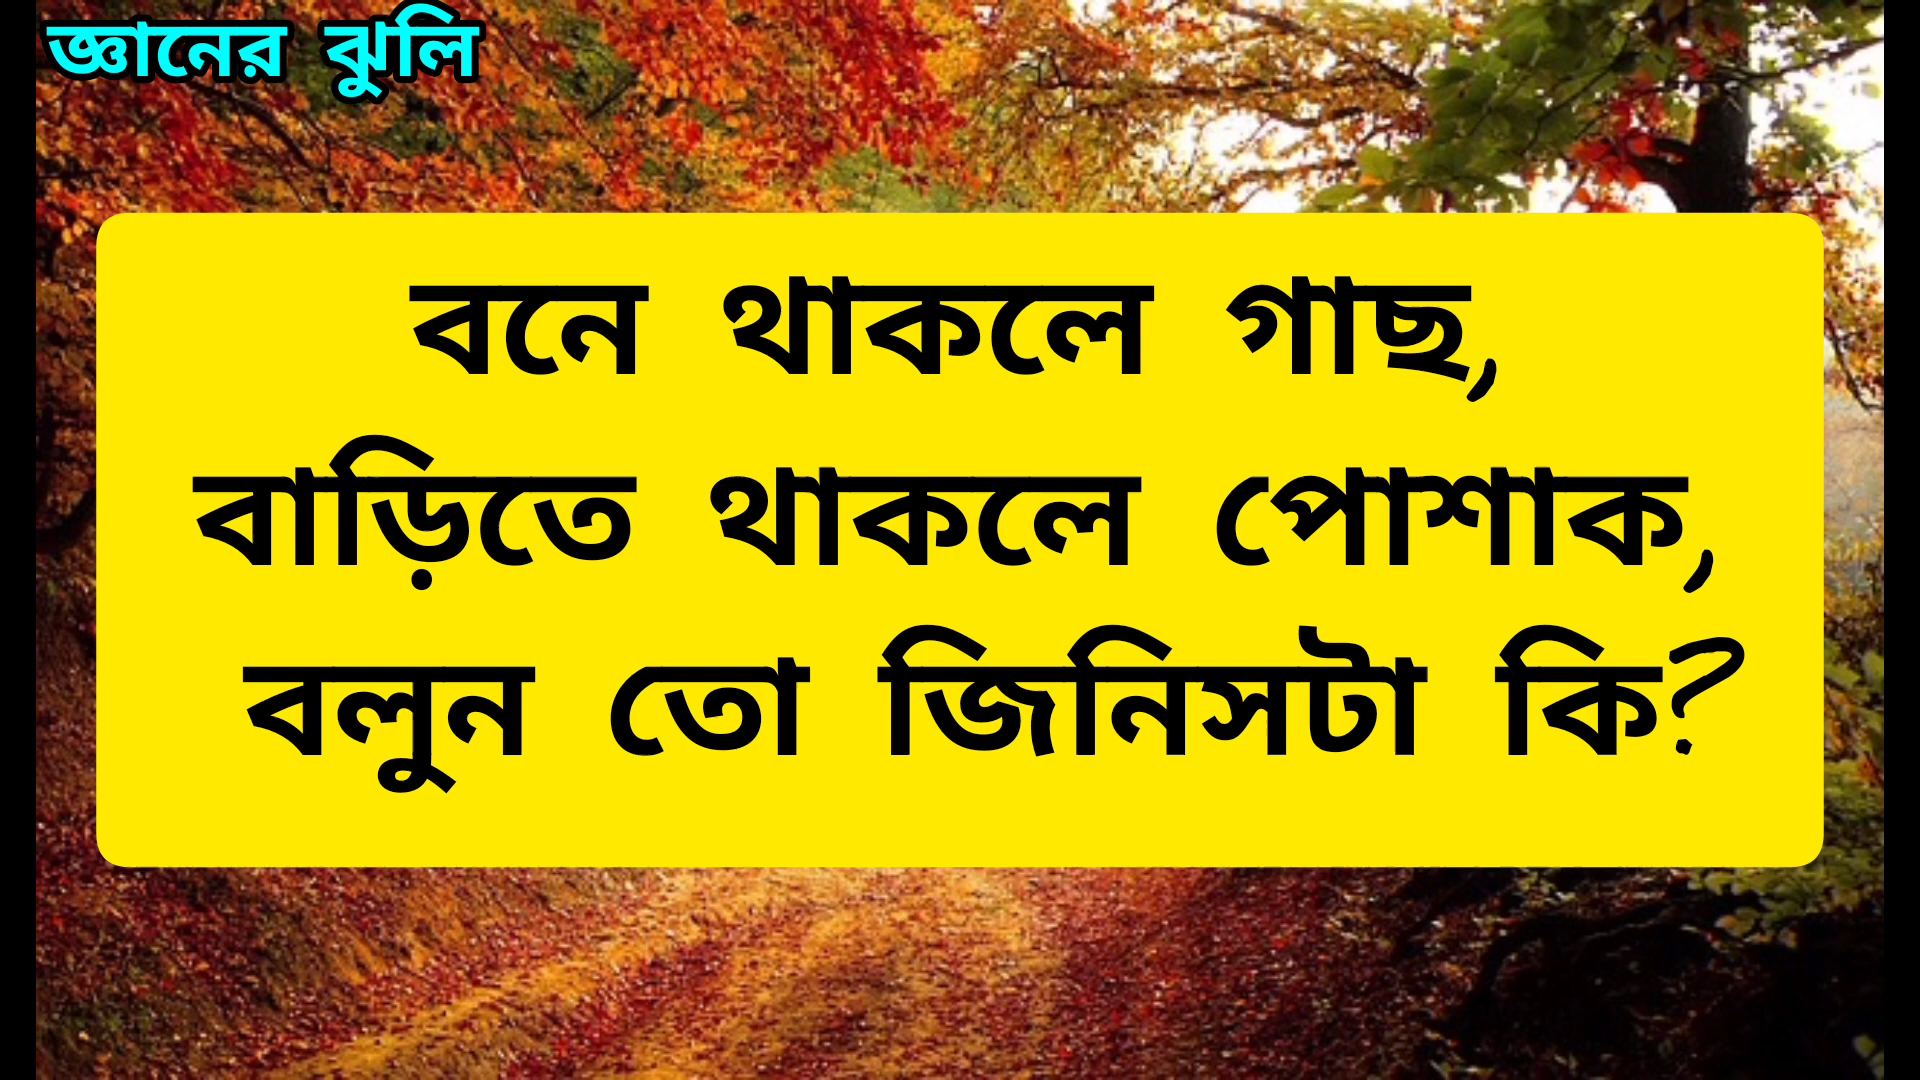 জ্ঞানের ঝুলি
বনে থাকলে গাছ,
বাড়িতে থাকলে পোশাক,
বলুন তো জিনিসটা কি?